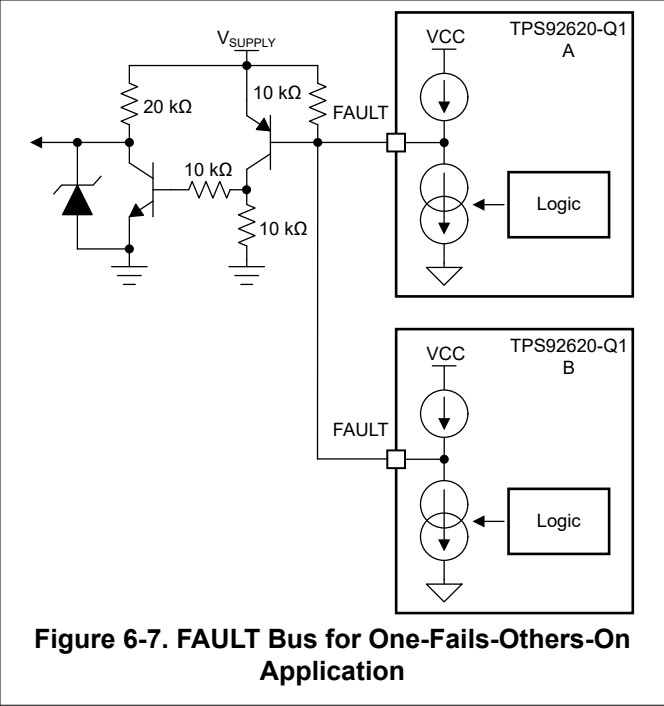 TPS92620-Q1
A
VSUPPLY
VCC
10 kΩ
20 kΩ
FAULT
10 kΩ
Logic
10 kΩ
TPS92620-Q1
B
VCC
FAULT
Logic
Figure 6-7. FAULT Bus for One-Fails-Others-On
Application